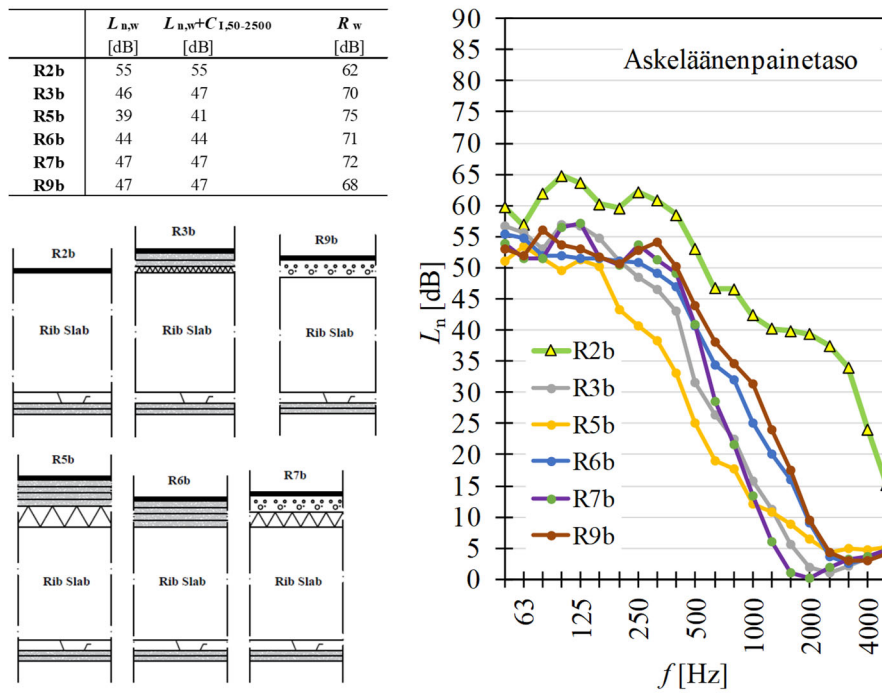 L n,w L n,w+C I,50-2500 R w
[dB] [dB] [dB]
R2b 55 55 62
R3b 46 47 70
R5b 39 41 75
R6b 44 44 71
R7b 47 47 72
R9b 47 47 68
R2b
Rib Slab
R3b
Rib Slab
R9b
Rib Slab
R5b
Rib Slab
R6b
Rib Slab
R7b
Rib Slab
Askeläänenpainetaso
90
85
80
75
70
65
60
55
50
45
40
35
30
25
20
15
10
5
0
Ln [dB]
R2b
R3b
R5b
R6b
R7b
R9b
63 125 250 500 1000 2000 4000
f [Hz]